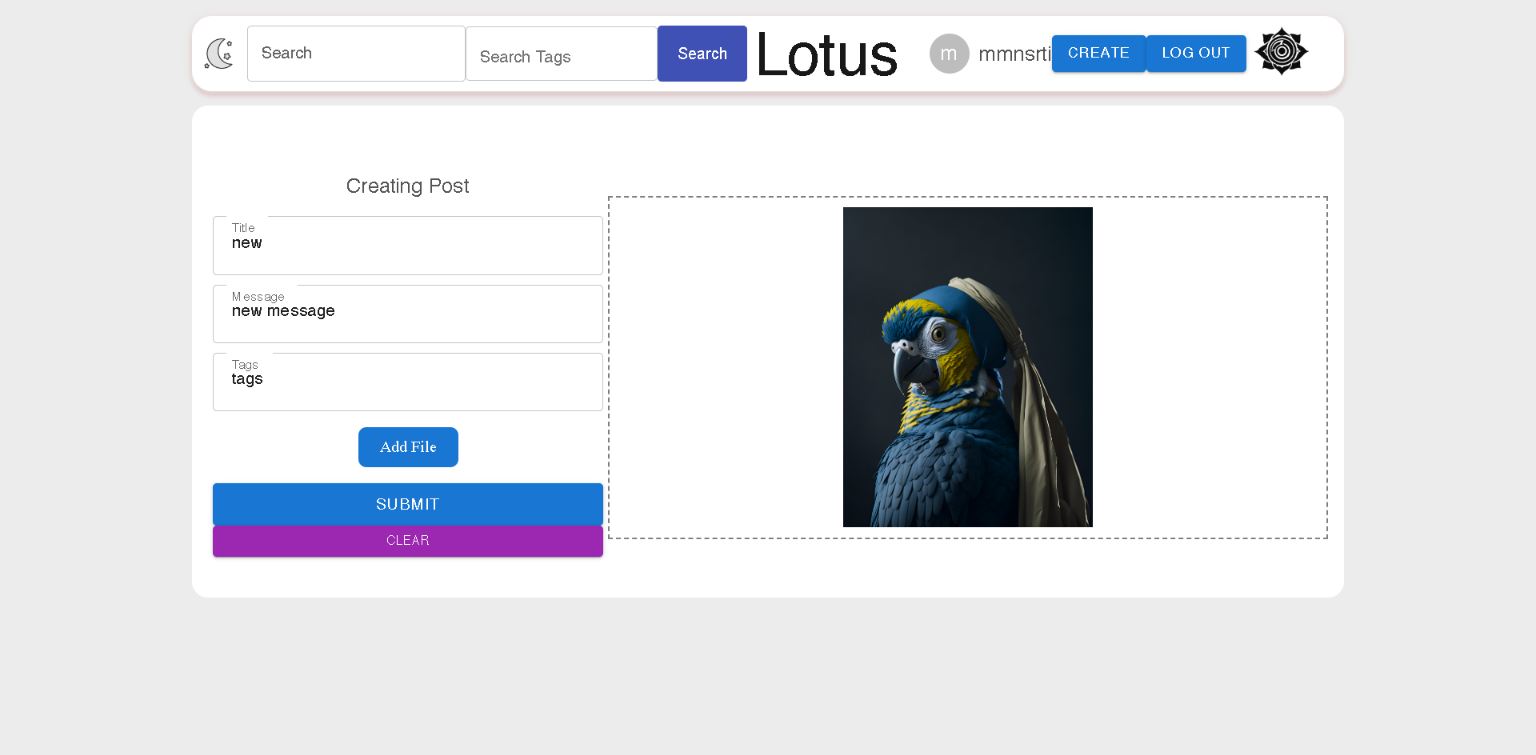 Search
Search Tags
Search
Lotus
m
mmnsrti
CREATE
LOG OUT
Creating Post
Title
new
Message
new message
Tags
tags
Add File
SUBMIT
CLEAR